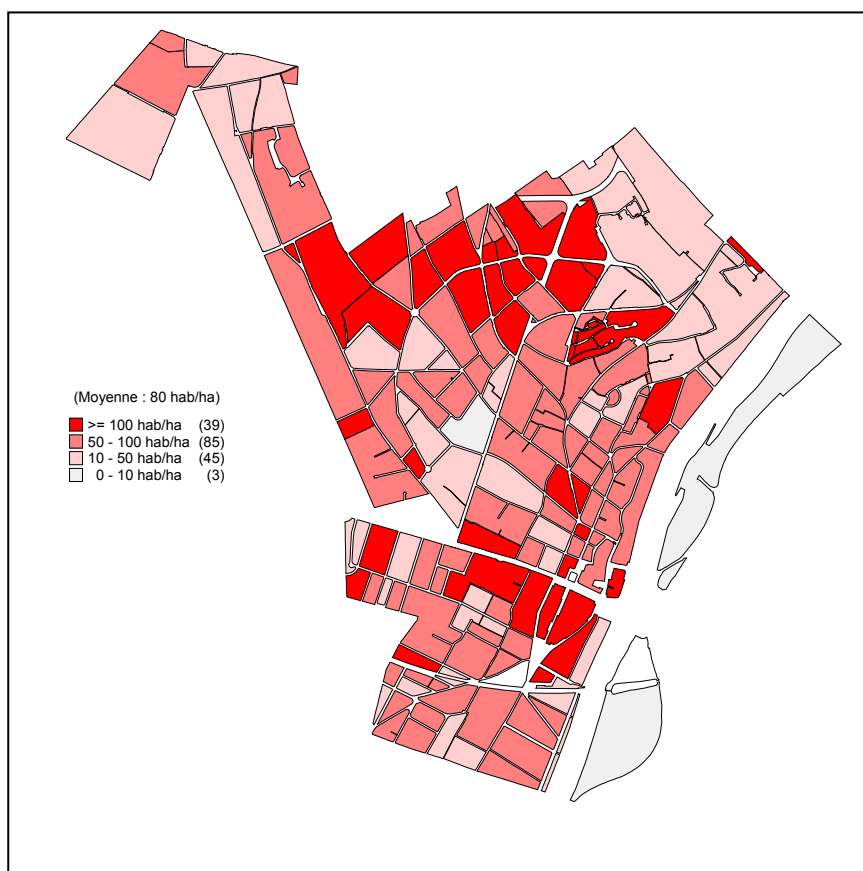 (Moyenne : 80 hab/ha)
>= 100 hab/ha (39)
50 - 100 hab/ha (85)
10 - 50 hab/ha (45)
0 - 10 hab/ha (3)